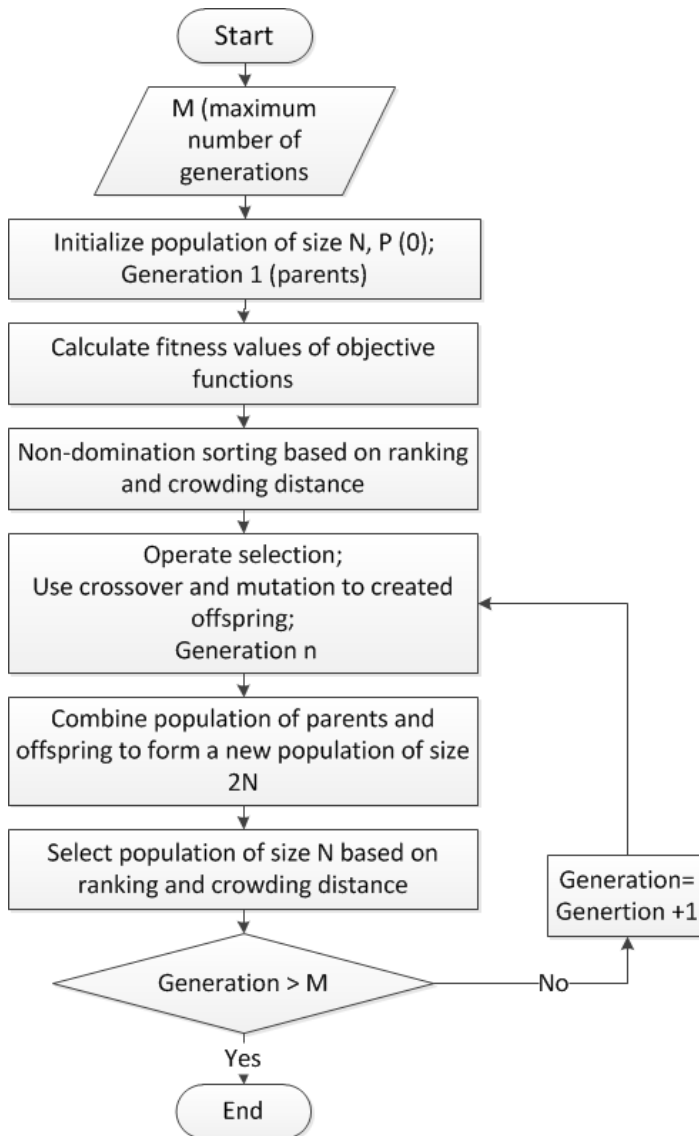 Start
M (maximum
number of
generations
Initialize population of size N, P (0);
Generation 1 (parents)
Calculate fitness values of objective
functions
Non-domination sorting based on ranking
and crowding distance
Operate selection;
Use crossover and mutation to created
offspring;
Generation n
Combine population of parents and
offspring to form a new population of size
2N
Select population of size N based on
ranking and crowding distance
Generation=
Genertion +1
Generation > M
No
Yes
End